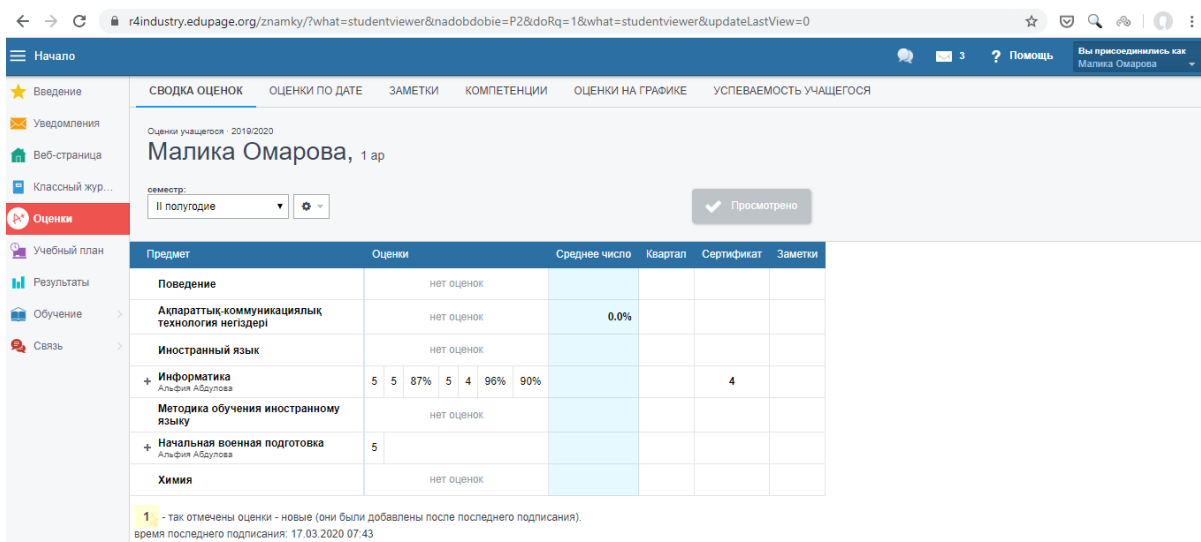 r4industry.edupage.org/znamky/?what=studentviewer&nadobdobie=P2&doRq=1&what=studentviewer&updateLastView=0
Начало
3
? Помощь
Вы присоединились как
Малика Омарова
Введение
Уведомления
Веб-страница
Классный жур...
Оценки
Учебный план
Результаты
Обучение
Связь
СВОДКА ОЦЕНОК ОЦЕНКИ ПО ДАТЕ ЗАМЕТКИ КОМПЕТЕНЦИИ ОЦЕНКИ НА ГРАФИКЕ УСПЕВАЕМОСТЬ УЧАЩЕГОСЯ
Оценки учащегося · 2019/2020
Малика Омарова, 1 ар
семестр:
II полугодие
Просмотрено
Предмет Оценки Среднее число Квартал Сертификат Заметки
Поведение нет оценок
Ақпараттық-коммуникациялық
технология негіздері нет оценок 0.0%
Иностранный язык нет оценок
+ Информатика 5 5 87% 5 4 96% 90% 4
Альфия Абдулова
Методика обучения иностранному
языку нет оценок
+ Начальная военная подготовка 5
Альфия Абдулова
Химия нет оценок
1 - так отмечены оценки - новые (они были добавлены после последнего подписания).
время последнего подписания: 17.03.2020 07:43